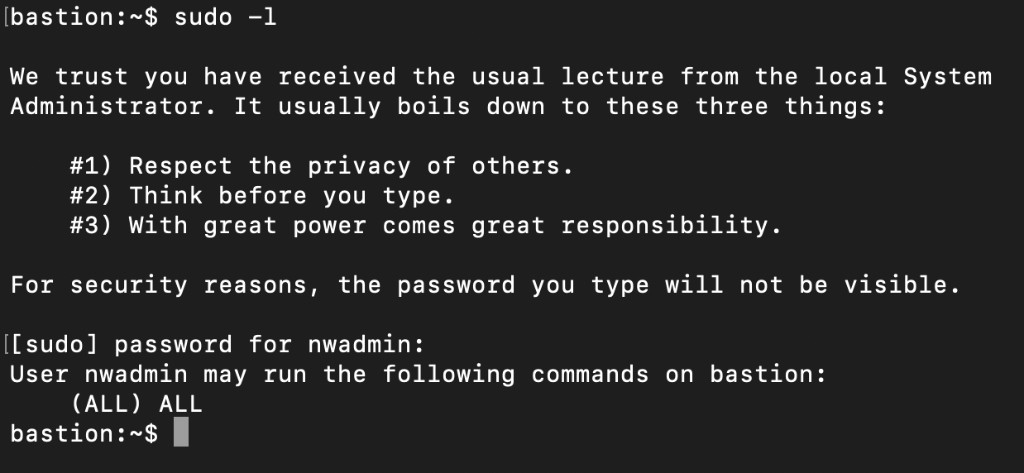 [bastion:~$ sudo -l
We trust you have received the usual lecture from the local System
Administrator. It usually boils down to these three things:
#1) Respect the privacy of others.
#2) Think before you type.
#3) With great power comes great responsibility.
For security reasons, the password you type will not be visible.
[[sudo] password for nwadmin:
User nwadmin may run the following commands on bastion:
(ALL) ALL
bastion:~$